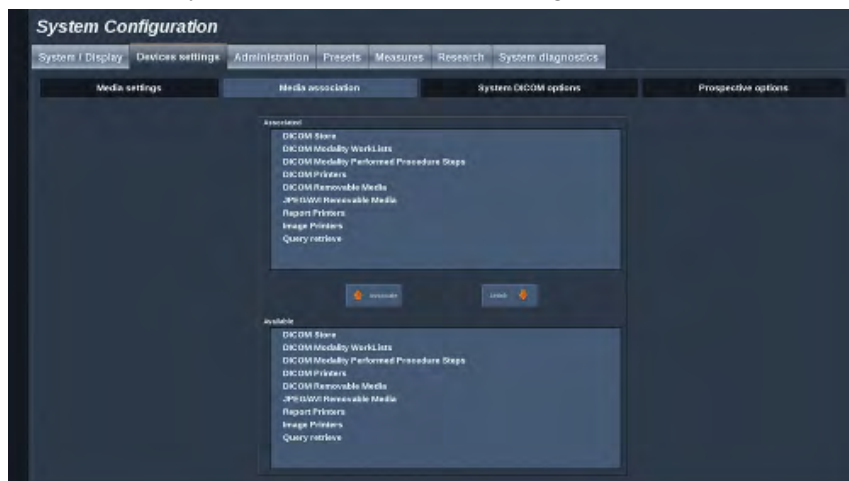 System Configuration
System / Display Devices settings Administration Presets Measures Research System diagnostics
Media settings Media association System DICOM options Prospective options
Associated
DICOM Store
DICOM Modality WorkLists
DICOM Modality Performed Procedure Steps
DICOM Printers
DICOM Removable Media
JPEG/AVI Removable Media
Report Printers
Image Printers
Query retrieve
Associate
Available
DICOM Store
DICOM Modality WorkLists
DICOM Modality Performed Procedure Steps
DICOM Printers
DICOM Removable Media
JPEG/AVI Removable Media
Report Printers
Image Printers
Query retrieve